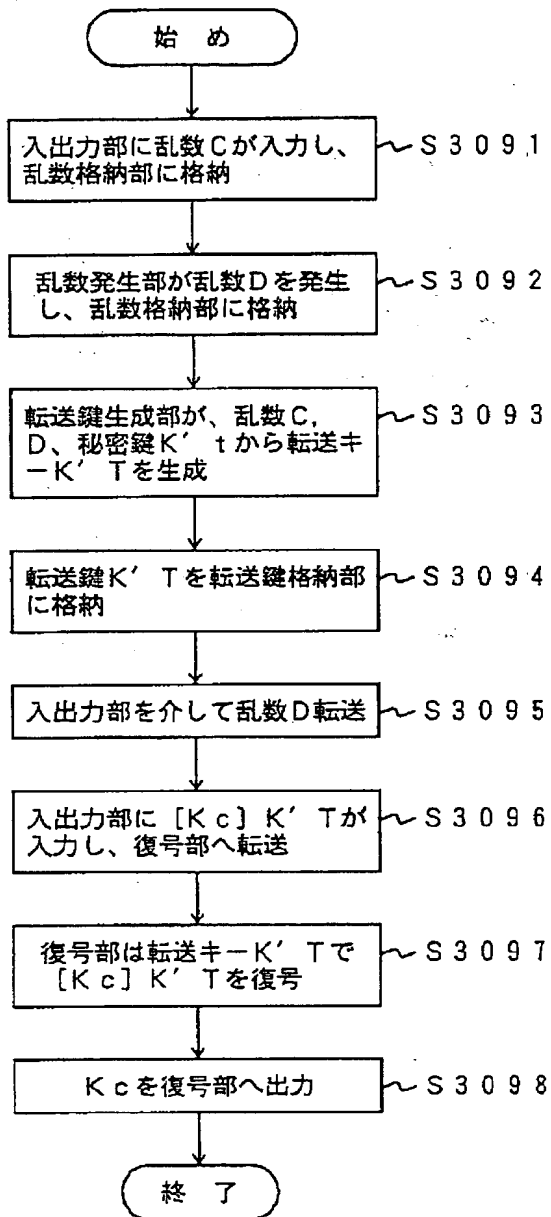 始 め
入出力部に乱数Cが入力し、
乱数格納部に格納
S3091
乱数発生部が乱数Dを発生
し、乱数格納部に格納
S3092
転送鍵生成部が、乱数C,
D、秘密鍵K′tから転送キ
ーK′Tを生成
S3093
転送鍵K′Tを転送鍵格納部
に格納
S3094
入出力部を介して乱数D転送
S3095
入出力部に[Kc]K′Tが
入力し、復号部へ転送
S3096
復号部は転送キーK′Tで
[Kc]K′Tを復号
S3097
Kcを復号部へ出力
S3098
終 了